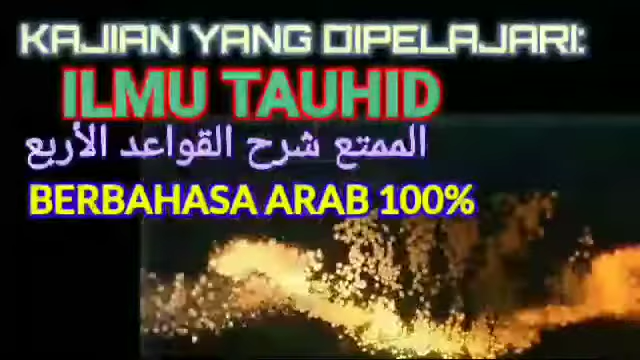 KAJIAN YANG DIPELAJARI:
ILMU TAUHID
الممتع شرح القواعد الأربع
BERBAHASA ARAB 100%